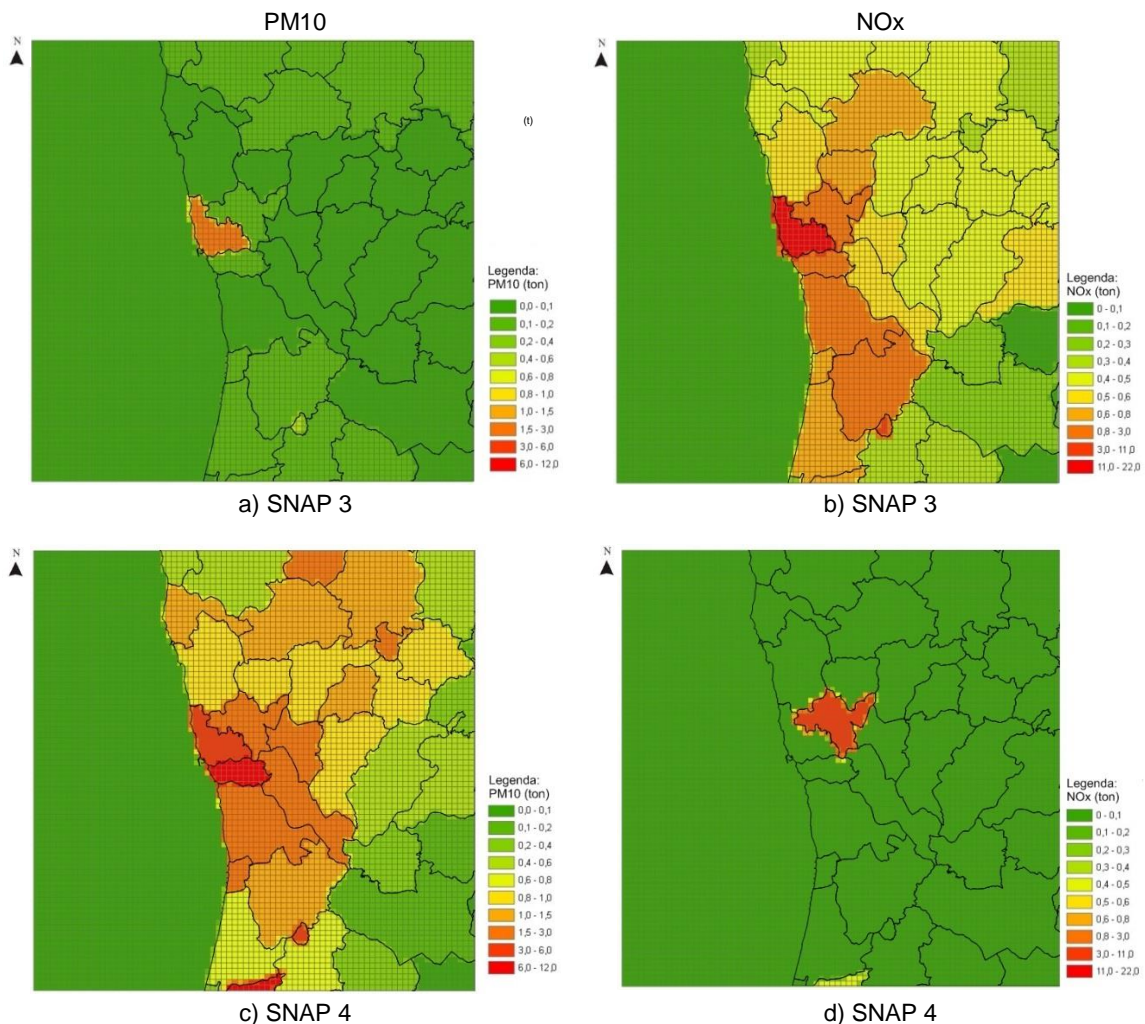 PM10
NOx
N
(t)
Legenda:
PM10 (ton)
0,0 - 0,1
0,1 - 0,2
0,2 - 0,4
0,4 - 0,6
0,6 - 0,8
0,8 - 1,0
1,0 - 1,5
1,5 - 3,0
3,0 - 6,0
6,0 - 12,0
N
Legenda:
NOx (ton)
0 - 0,1
0,1 - 0,2
0,2 - 0,3
0,3 - 0,4
0,4 - 0,5
0,5 - 0,6
0,6 - 0,8
0,8 - 3,0
3,0 - 11,0
11,0 - 22,0
a) SNAP 3
b) SNAP 3
N
Legenda:
PM10 (ton)
0,0 - 0,1
0,1 - 0,2
0,2 - 0,4
0,4 - 0,6
0,6 - 0,8
0,8 - 1,0
1,0 - 1,5
1,5 - 3,0
3,0 - 6,0
6,0 - 12,0
N
Legenda:
NOx (ton)
0 - 0,1
0,1 - 0,2
0,2 - 0,3
0,3 - 0,4
0,4 - 0,5
0,5 - 0,6
0,6 - 0,8
0,8 - 3,0
3,0 - 11,0
11,0 - 22,0
c) SNAP 4
d) SNAP 4